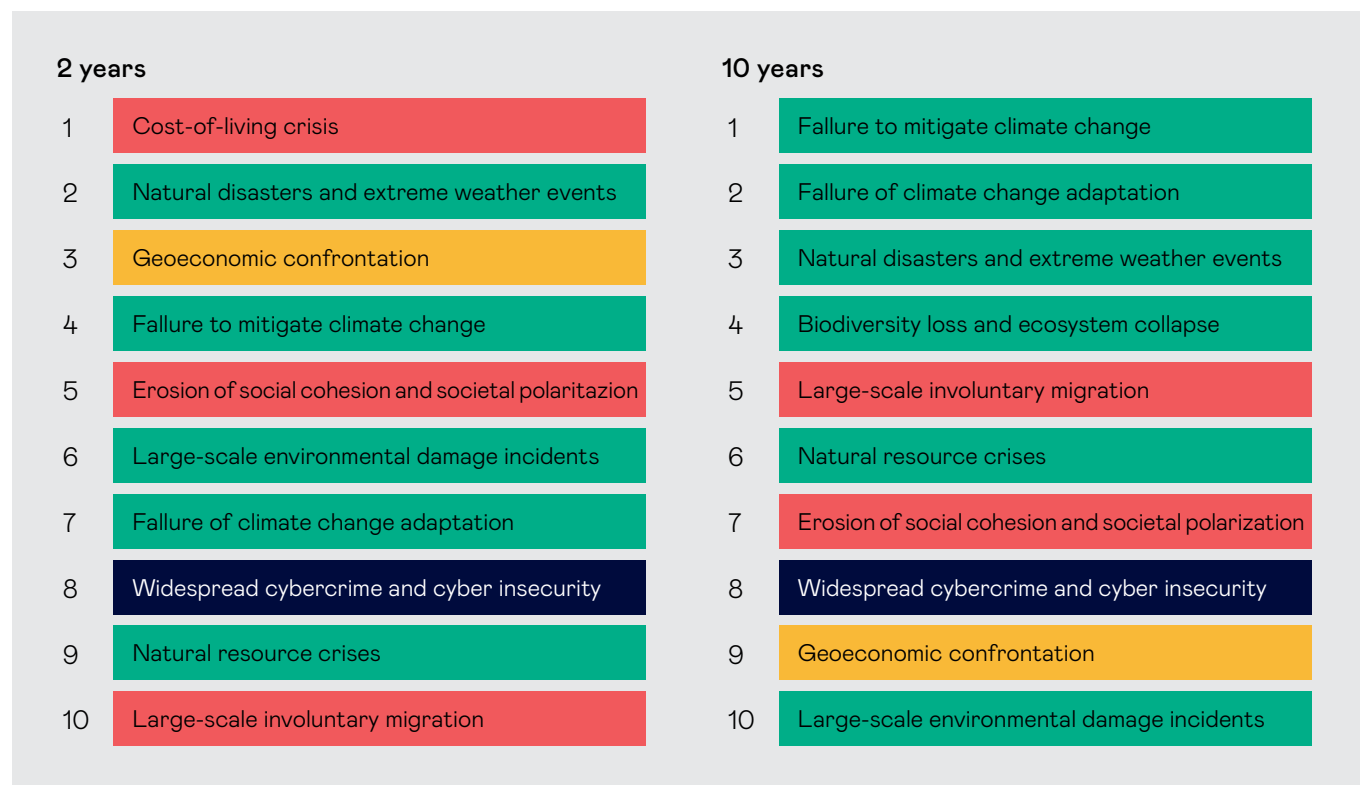 2 years
1 Cost-of-living crisis
2 Natural disasters and extreme weather events
3 Geoeconomic confrontation
4 Fallure to mitigate climate change
5 Erosion of social cohesion and societal polaritazion
6 Large-scale environmental damage incidents
7 Fallure of climate change adaptation
8 Widespread cybercrime and cyber insecurity
9 Natural resource crises
10 Large-scale involuntary migration
10 years
1 Fallure to mitigate climate change
2 Fallure of climate change adaptation
3 Natural disasters and extreme weather events
4 Biodiversity loss and ecosystem collapse
5 Large-scale involuntary migration
6 Natural resource crises
7 Erosion of social cohesion and societal polarization
8 Widespread cybercrime and cyber insecurity
9 Geoeconomic confrontation
10 Large-scale environmental damage incidents